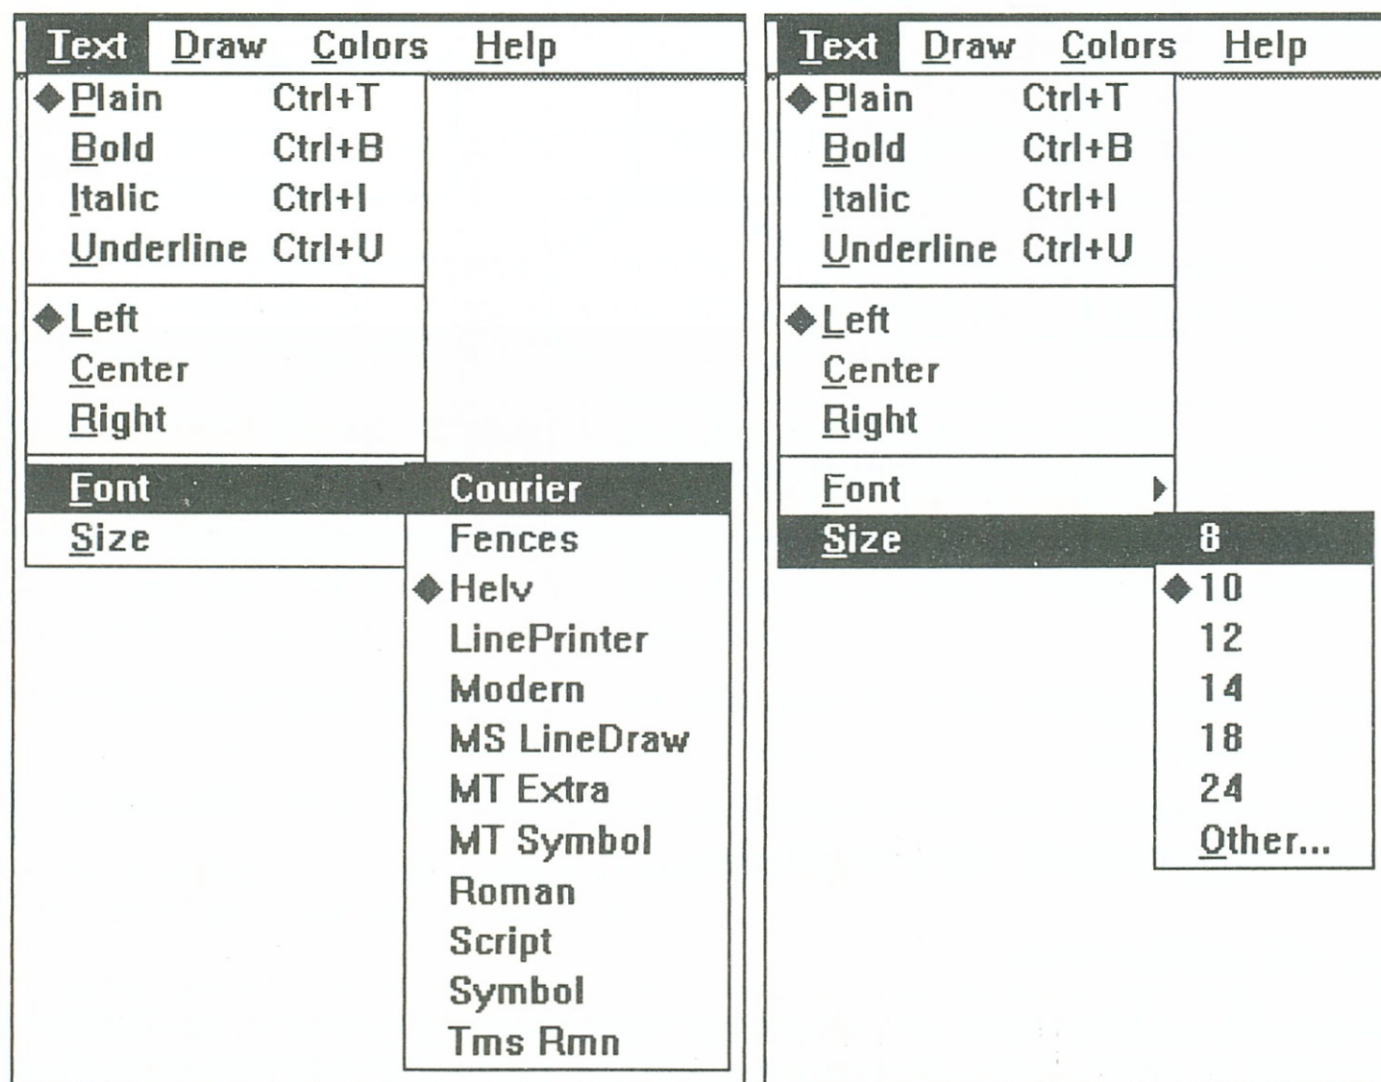 Text Draw Colors Help
Plain Ctrl+T
Bold Ctrl+B
Italic Ctrl+I
Underline Ctrl+U
Left
Center
Right
Font
Size
Courier
Fences
Helv
LinePrinter
Modern
MS LineDraw
MT Extra
MT Symbol
Roman
Script
Symbol
Tms Rmn
Text Draw Colors Help
Plain Ctrl+T
Bold Ctrl+B
Italic Ctrl+I
Underline Ctrl+U
Left
Center
Right
Font
Size
8
10
12
14
18
24
Other...